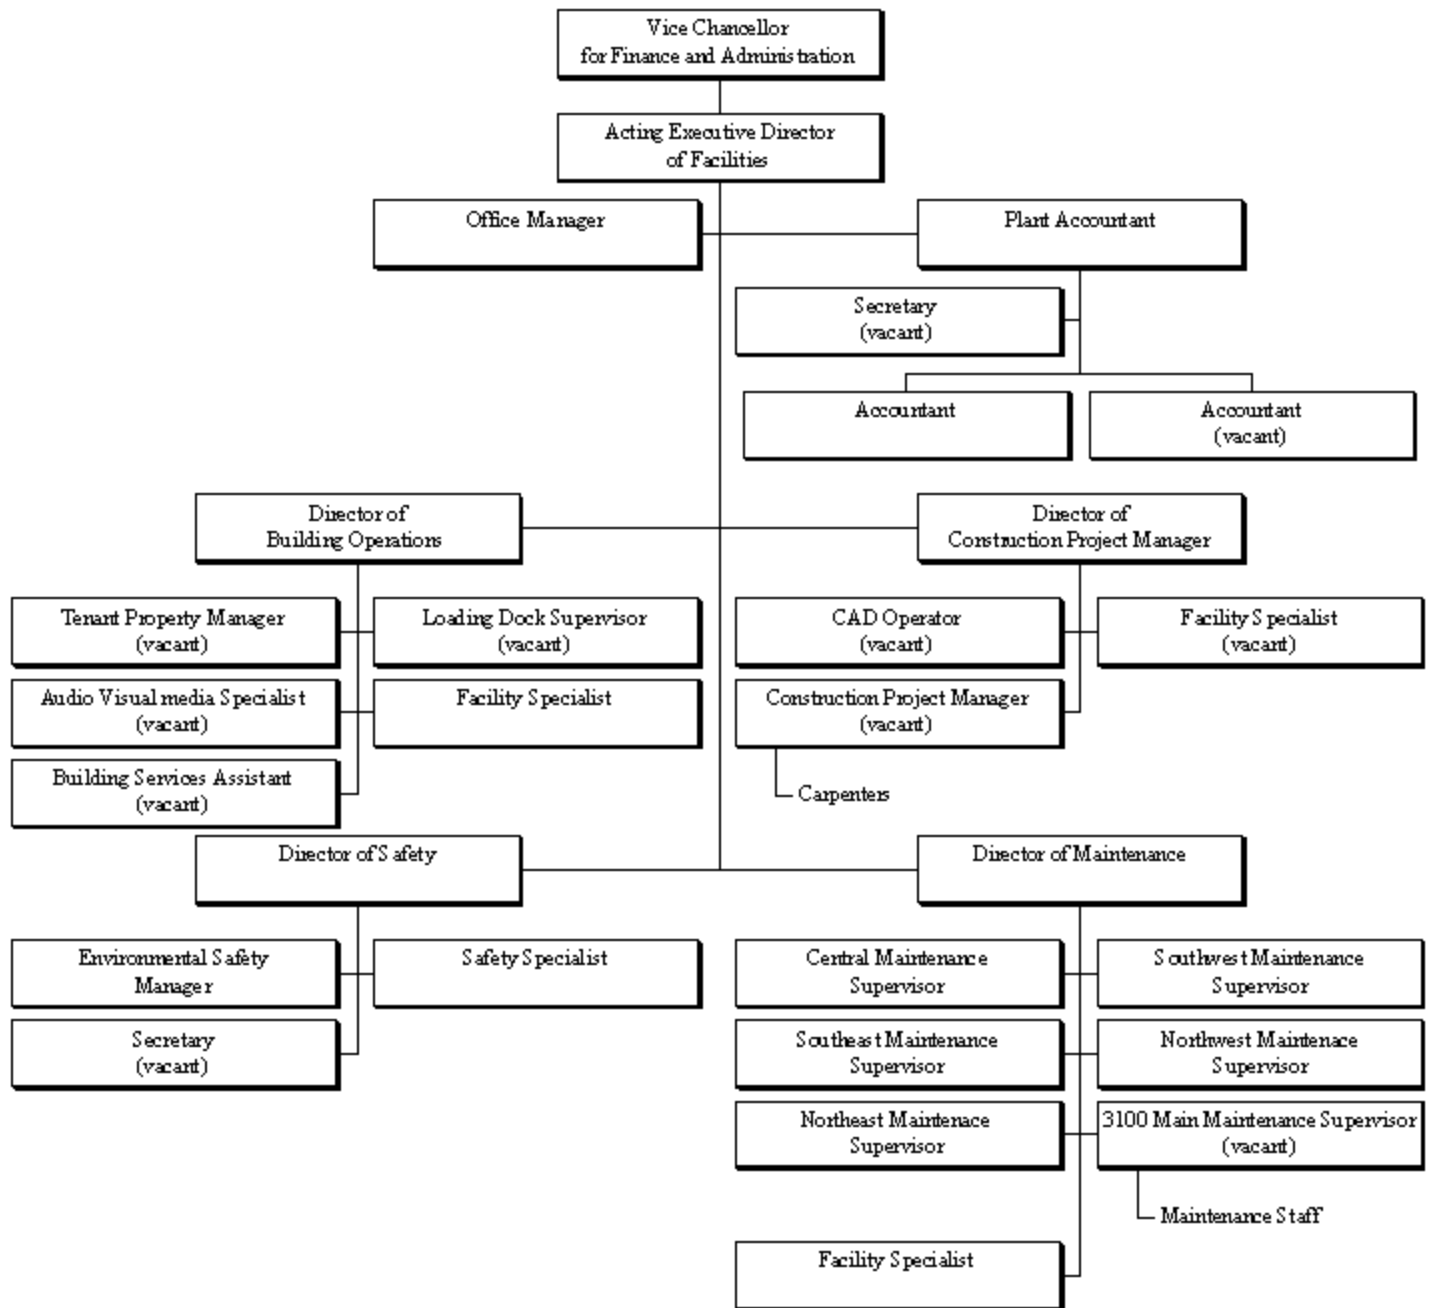 Vice Chancellor
for Finance and Administration
Acting Executive Director
of Facilities
Office Manager
Plant Accountant
Secretary
(vacant)
Accountant
Accountant
(vacant)
Director of
Building Operations
Director of
Construction Project Manager
Tenant Property Manager
(vacant)
Loading Dock Supervisor
(vacant)
CAD Operator
(vacant)
Facility Specialist
(vacant)
Audio Visual media Specialist
(vacant)
Facility Specialist
Construction Project Manager
(vacant)
Building Services Assistant
(vacant)
Carpenters
Director of Safety
Director of Maintenance
Environmental Safety
Manager
Safety Specialist
Central Maintenance
Supervisor
Southwest Maintenance
Supervisor
Secretary
(vacant)
Southeast Maintenance
Supervisor
Northwest Maintenace
Supervisor
Northeast Maintenace
Supervisor
3100 Main Maintenance Supervisor
(vacant)
Maintenance Staff
Facility Specialist